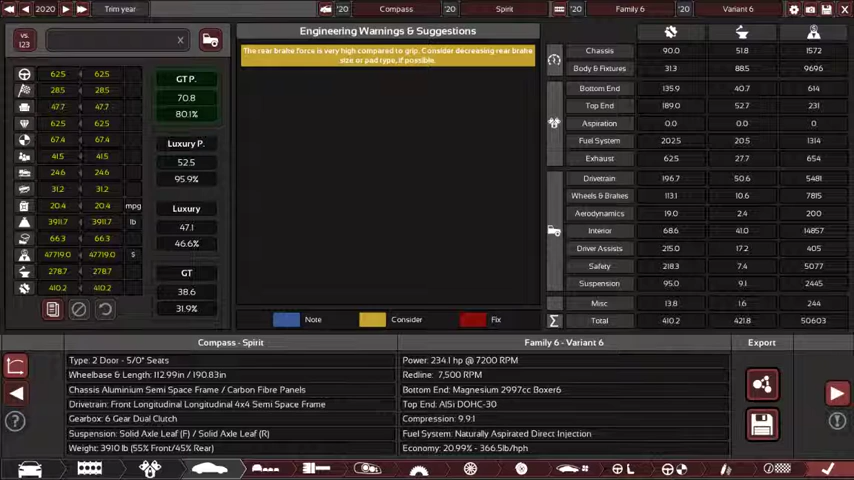 2020 Trim year '20 Compass '20 Spirit '20 Family 6 '20 Variant 6
VS.
123
X
62.5 62.5
28.5 28.5
47.7 47.7
62.5 62.5
67.4 67.4
41.5 41.5
24.6 24.6
31.2 31.2
20.4 20.4 mpg
3911.7 3911.7 lb
66.3 66.3
47719.0 47719.0 $
278.7 278.7
410.2 410.2
GT P.
70.8
80.1%
Luxury P.
52.5
95.9%
Luxury
47.1
46.6%
GT
38.6
31.9%
Engineering Warnings & Suggestions
The rear brake force is very high compared to grip. Consider decreasing rear brake
size or pad type, if possible.
Note Consider Fix
Chassis 90.0 51.8 1572
Body & Fixtures 31.3 88.5 9696
Bottom End 135.9 40.7 614
Top End 189.0 52.7 231
Aspiration 0.0 0.0 0
Fuel System 202.5 20.5 1314
Exhaust 62.5 27.7 654
Drivetrain 196.7 50.6 5481
Wheels & Brakes 113.1 10.6 7815
Aerodynamics 19.0 2.4 200
Interior 68.6 41.0 14857
Driver Assists 215.0 17.2 405
Safety 218.3 7.4 5077
Suspension 95.0 9.1 2445
Misc 13.8 1.6 244
Σ Total 410.2 421.8 50603
Compass - Spirit
Type: 2 Door - 5/0* Seats
Wheelbase & Length: 112.99in / 190.83in
Chassis Aluminium Semi Space Frame / Carbon Fibre Panels
Drivetrain: Front Longitudinal Longitudinal 4x4 Semi Space Frame
Gearbox: 6 Gear Dual Clutch
Suspension: Solid Axle Leaf (F) / Solid Axle Leaf (R)
Weight: 3910 lb (55% Front/45% Rear)
Family 6 - Variant 6
Power: 234.1 hp @ 7200 RPM
Redline: 7,500 RPM
Bottom End: Magnesium 2997cc Boxer6
Top End: AlSi DOHC-30
Compression: 9.9:1
Fuel System: Naturally Aspirated Direct Injection
Economy: 20.99% - 366.5lb/hph
Export